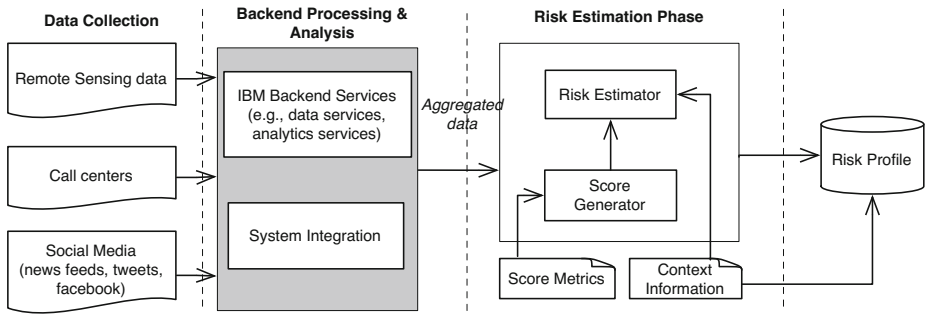 Data Collection
Backend Processing &
Analysis
Risk Estimation Phase
Remote Sensing data
Call centers
Social Media
(news feeds, tweets,
facebook)
IBM Backend Services
(e.g., data services,
analytics services)
System Integration
Aggregated
data
Risk Estimator
Score
Generator
Score Metrics
Context
Information
Risk Profile